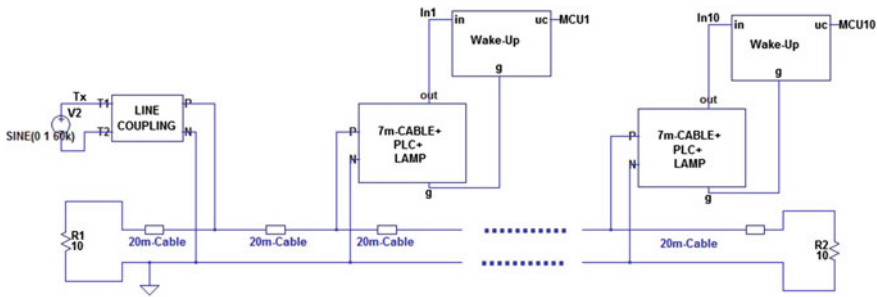 In1
in
uc
MCU1
Wake-Up
g
In10
in
uc
MCU10
Wake-Up
g
out
out
Tx
V2
SINE(0 1 60k)
T1
T2
LINE
COUPLING
P
N
P
N
7m-CABLE+
PLC+
LAMP
g
P
N
7m-CABLE+
PLC+
LAMP
g
R1
10
20m-Cable
20m-Cable
20m-Cable
20m-Cable
R2
10